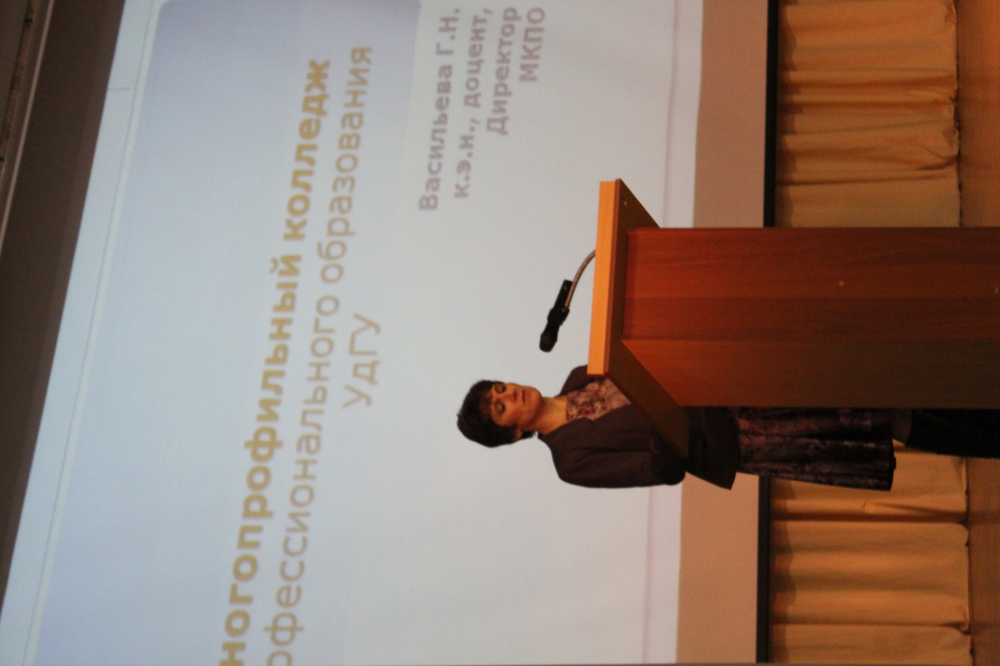 ногопрофильный колледж
офессионального образования
УдГУ
Васильева Г.Н.
к.э.н., доцент,
Директор
МКПО